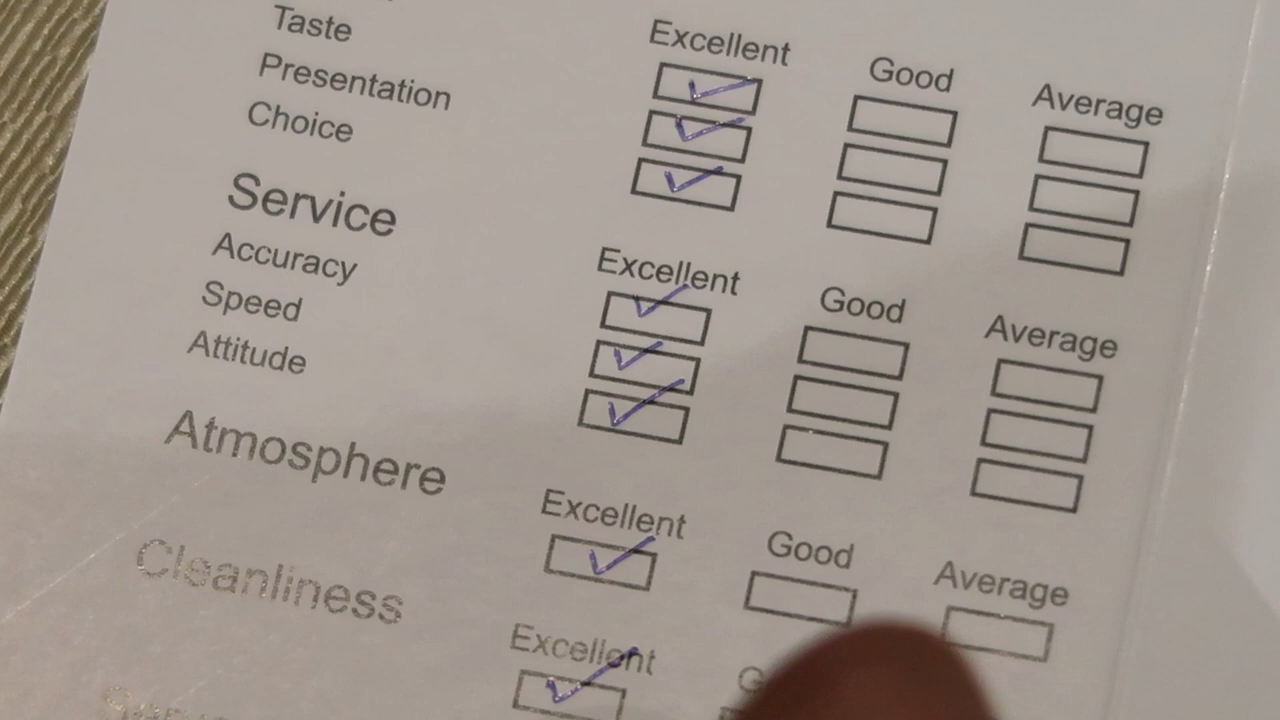 Taste
Excellent Good Average
Presentation
Choice
Service
Excellent Good Average
Accuracy
Speed
Attitude
Atmosphere
Excellent Good Average
Cleanliness
Excellent